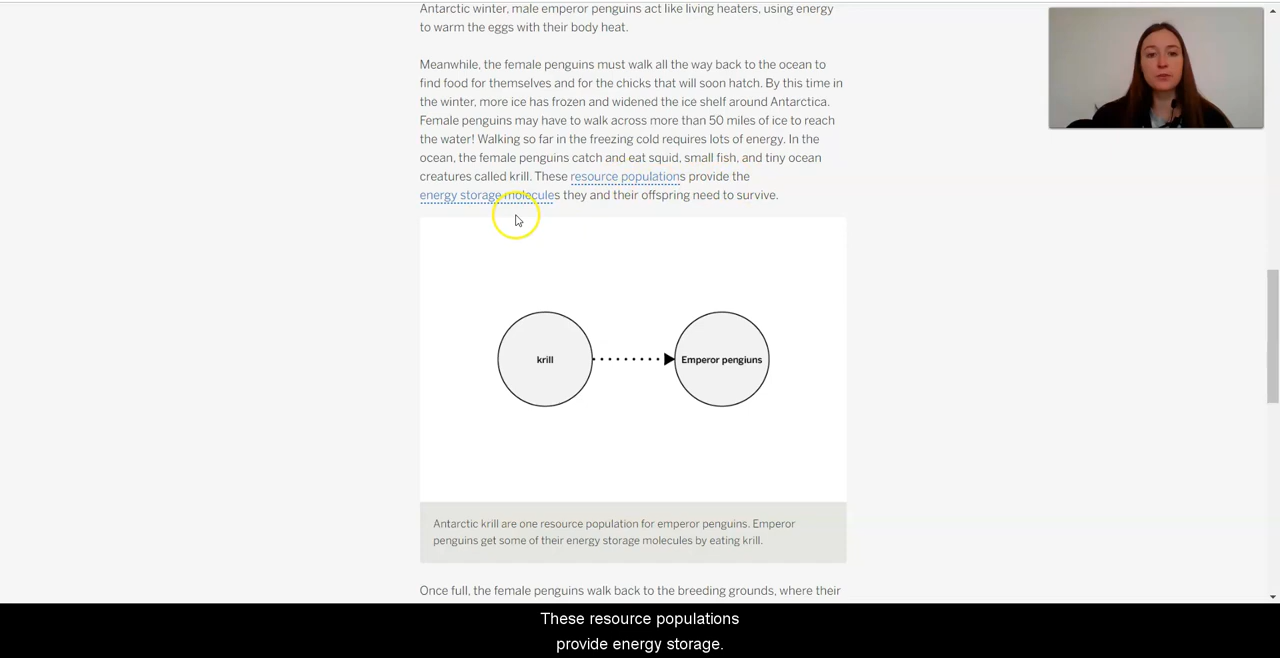 Antarctic winter, male emperor penguins act like living heaters, using energy
to warm the eggs with their body heat.
Meanwhile, the female penguins must walk all the way back to the ocean to
find food for themselves and for the chicks that will soon hatch. By this time in
the winter, more ice has frozen and widened the ice shelf around Antarctica.
Female penguins may have to walk across more than 50 miles of ice to reach
the water! Walking so far in the freezing cold requires lots of energy. In the
ocean, the female penguins catch and eat squid, small fish, and tiny ocean
creatures called krill. These resource populations provide the
energy storage molecules they and their offspring need to survive.
krill
Emperor pengiuns
Antarctic krill are one resource population for emperor penguins. Emperor
penguins get some of their energy storage molecules by eating krill.
Once full, the female penguins walk back to the breeding grounds, where their
These resource populations
provide energy storage.